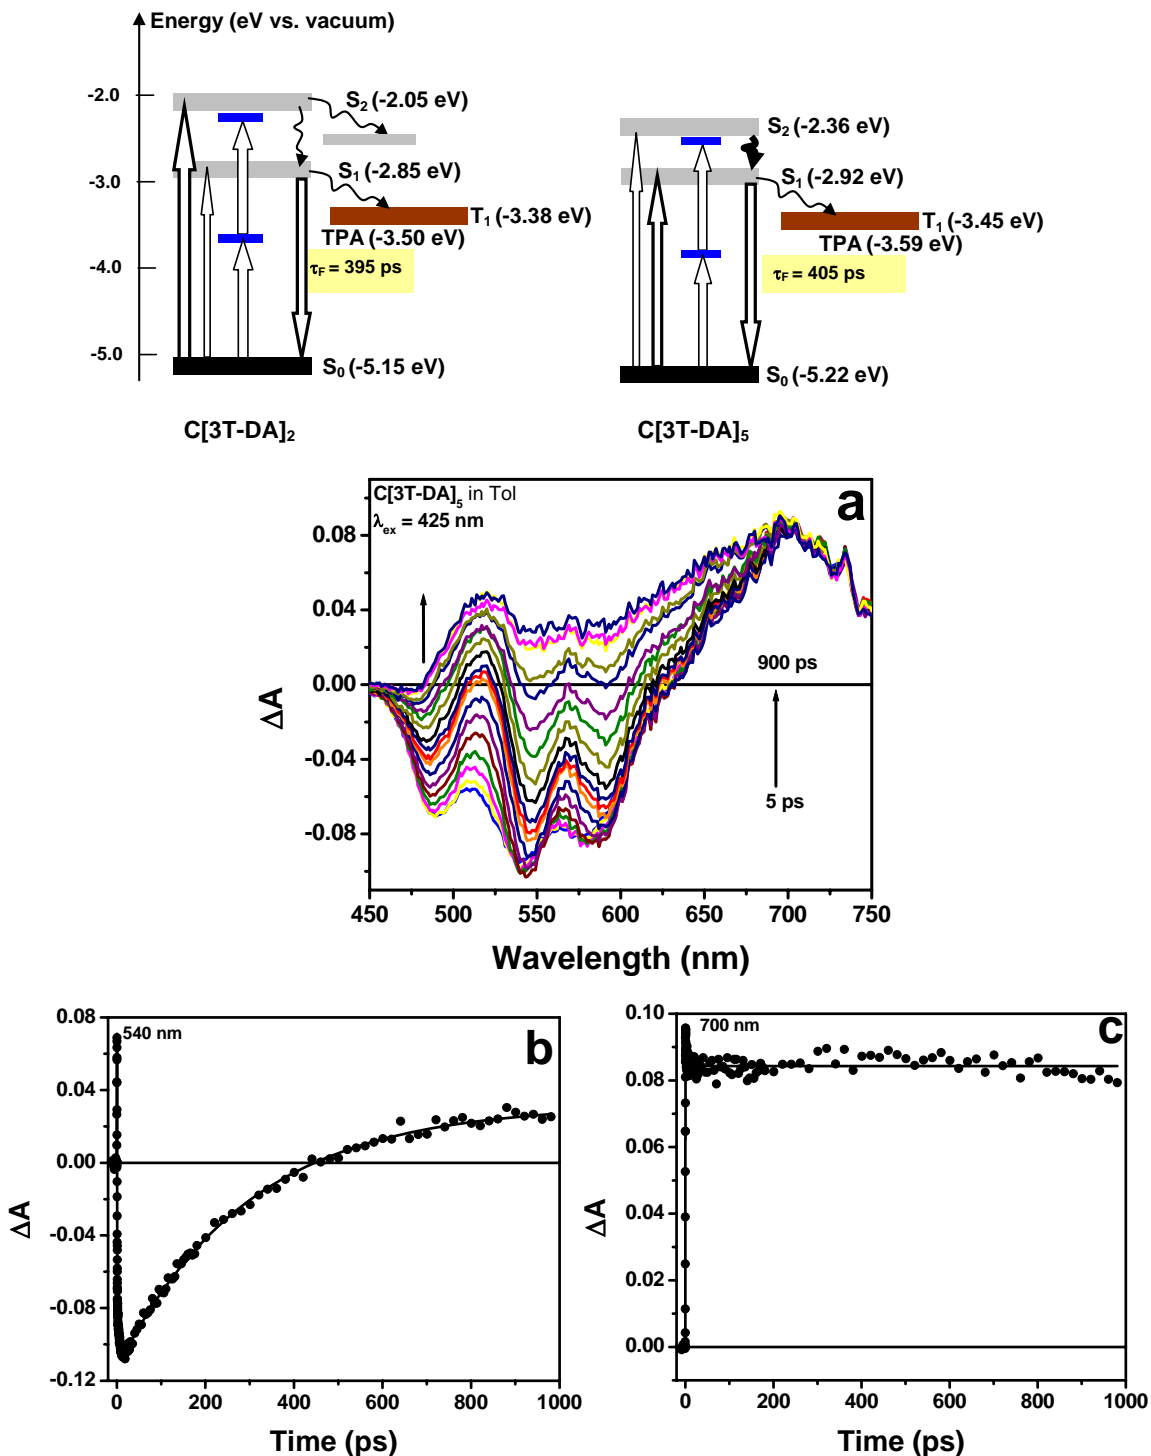 Energy (eV vs. vacuum)
-2.0
-3.0
-4.0
-5.0
S₂ (-2.05 eV)
S₁ (-2.85 eV)
T₁ (-3.38 eV)
TPA (-3.50 eV)
τF = 395 ps
S₀ (-5.15 eV)
C[3T-DA]₂
S₂ (-2.36 eV)
S₁ (-2.92 eV)
T₁ (-3.45 eV)
TPA (-3.59 eV)
τF = 405 ps
S₀ (-5.22 eV)
C[3T-DA]₅
C[3T-DA]₅ in Tol
λex = 425 nm
a
0.08
0.04
0.00
-0.04
-0.08
ΔA
900 ps
5 ps
450 500 550 600 650 700 750
Wavelength (nm)
540 nm
b
0.08
0.04
0.00
-0.04
-0.08
-0.12
ΔA
0 200 400 600 800 1000
Time (ps)
700 nm
c
0.10
0.08
0.06
0.04
0.02
0.00
ΔA
0 200 400 600 800 1000
Time (ps)